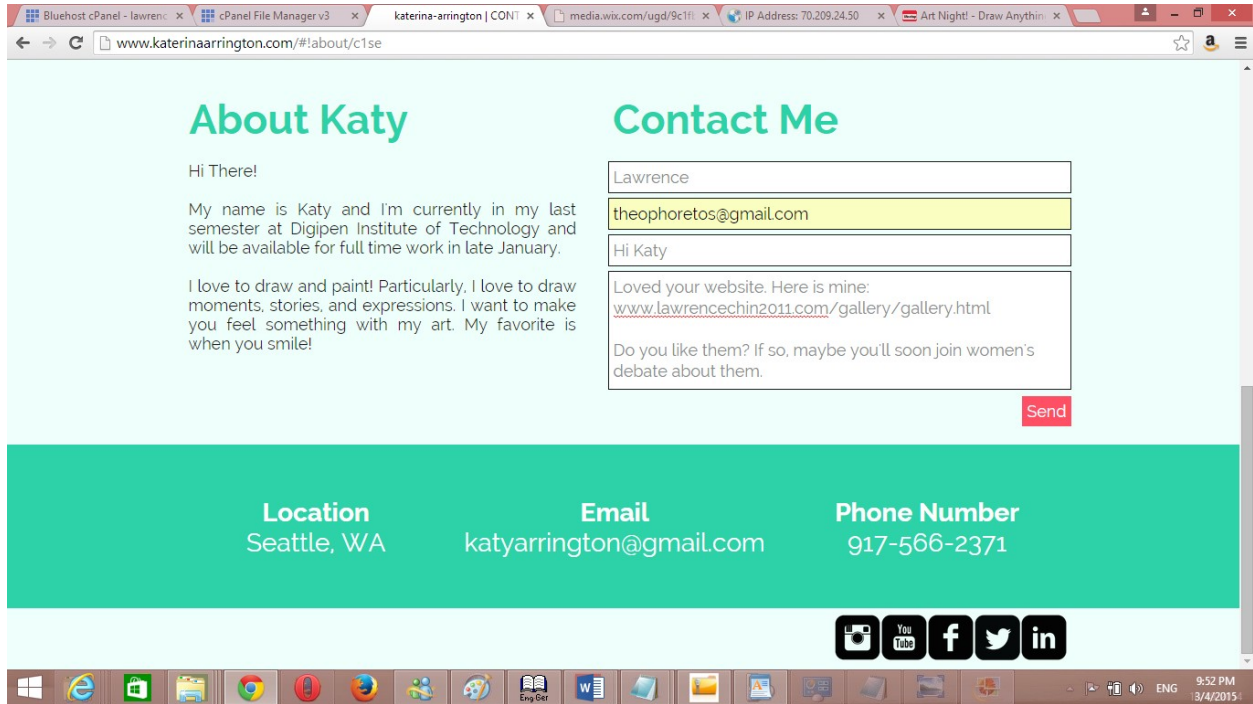 Bluehost cPanel - lawrenc
cPanel File Manager v3
katerina-arrington | CONT
media.wix.com/ugd/9c1f
IP Address: 70.209.24.50
Art Night! - Draw Anythin
www.katerinaarrington.com/#!about/c1se
About Katy
Hi There!
My name is Katy and I'm currently in my last
semester at Digipen Institute of Technology and
will be available for full time work in late January.
I love to draw and paint! Particularly, I love to draw
moments, stories, and expressions. I want to make
you feel something with my art. My favorite is
when you smile!
Contact Me
Lawrence
theophoretos@gmail.com
Hi Katy
Loved your website. Here is mine:
www.lawrencechin2011.com/gallery/gallery.html
Do you like them? If so, maybe you'll soon join women's
debate about them.
Send
Location
Seattle, WA
Email
katyarrington@gmail.com
Phone Number
917-566-2371
You
Tube
f
in
Eng Ger
W
ENG
9:52 PM
3/4/2015